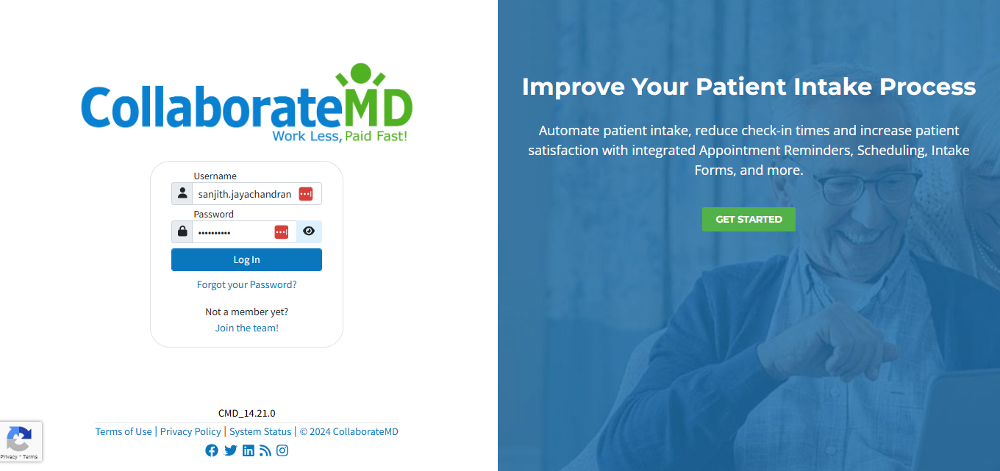 CollaborateMD
Work Less, Paid Fast!
Username
sanjith.jayachandran
Password
••••••••••
Log In
Forgot your Password?
Not a member yet?
Join the team!
CMD_14.21.0
Terms of Use | Privacy Policy | System Status | © 2024 CollaborateMD
Privacy - Terms
Improve Your Patient Intake Process
Automate patient intake, reduce check-in times and increase patient
satisfaction with integrated Appointment Reminders, Scheduling, Intake
Forms, and more.
GET STARTED